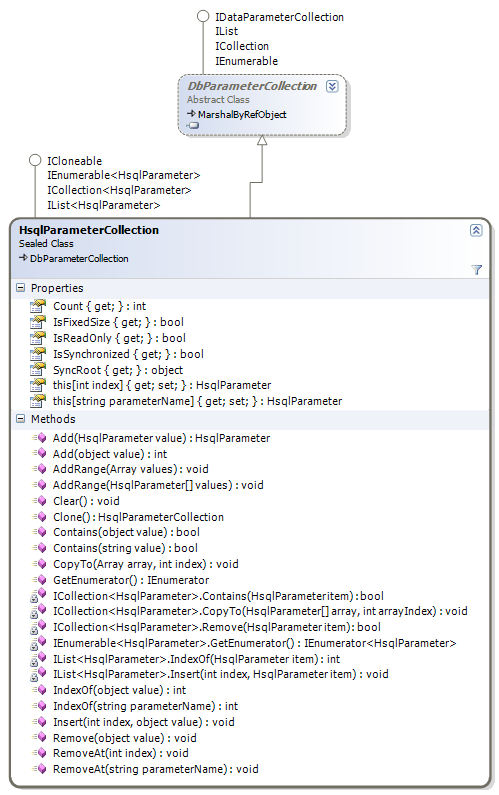 IDataParameterCollection
IList
ICollection
IEnumerable
DbParameterCollection
Abstract Class
MarshalByRefObject
ICloneable
IEnumerable<HsqlParameter>
ICollection<HsqlParameter>
IList<HsqlParameter>
HsqlParameterCollection
Sealed Class
DbParameterCollection
Properties
Count { get; } : int
IsFixedSize { get; } : bool
IsReadOnly { get; } : bool
IsSynchronized { get; } : bool
SyncRoot { get; } : object
this[int index] { get; set; } : HsqlParameter
this[string parameterName] { get; set; } : HsqlParameter
Methods
Add(HsqlParameter value) : HsqlParameter
Add(object value) : int
AddRange(Array values) : void
AddRange(HsqlParameter[] values) : void
Clear() : void
Clone() : HsqlParameterCollection
Contains(object value) : bool
Contains(string value) : bool
CopyTo(Array array, int index) : void
GetEnumerator() : IEnumerator
ICollection<HsqlParameter>.Contains(HsqlParameter item) : bool
ICollection<HsqlParameter>.CopyTo(HsqlParameter[] array, int arrayIndex) : void
ICollection<HsqlParameter>.Remove(HsqlParameter item) : bool
IEnumerable<HsqlParameter>.GetEnumerator() : IEnumerator<HsqlParameter>
IList<HsqlParameter>.IndexOf(HsqlParameter item) : int
IList<HsqlParameter>.Insert(int index, HsqlParameter item) : void
IndexOf(object value) : int
IndexOf(string parameterName) : int
Insert(int index, object value) : void
Remove(object value) : void
RemoveAt(int index) : void
RemoveAt(string parameterName) : void